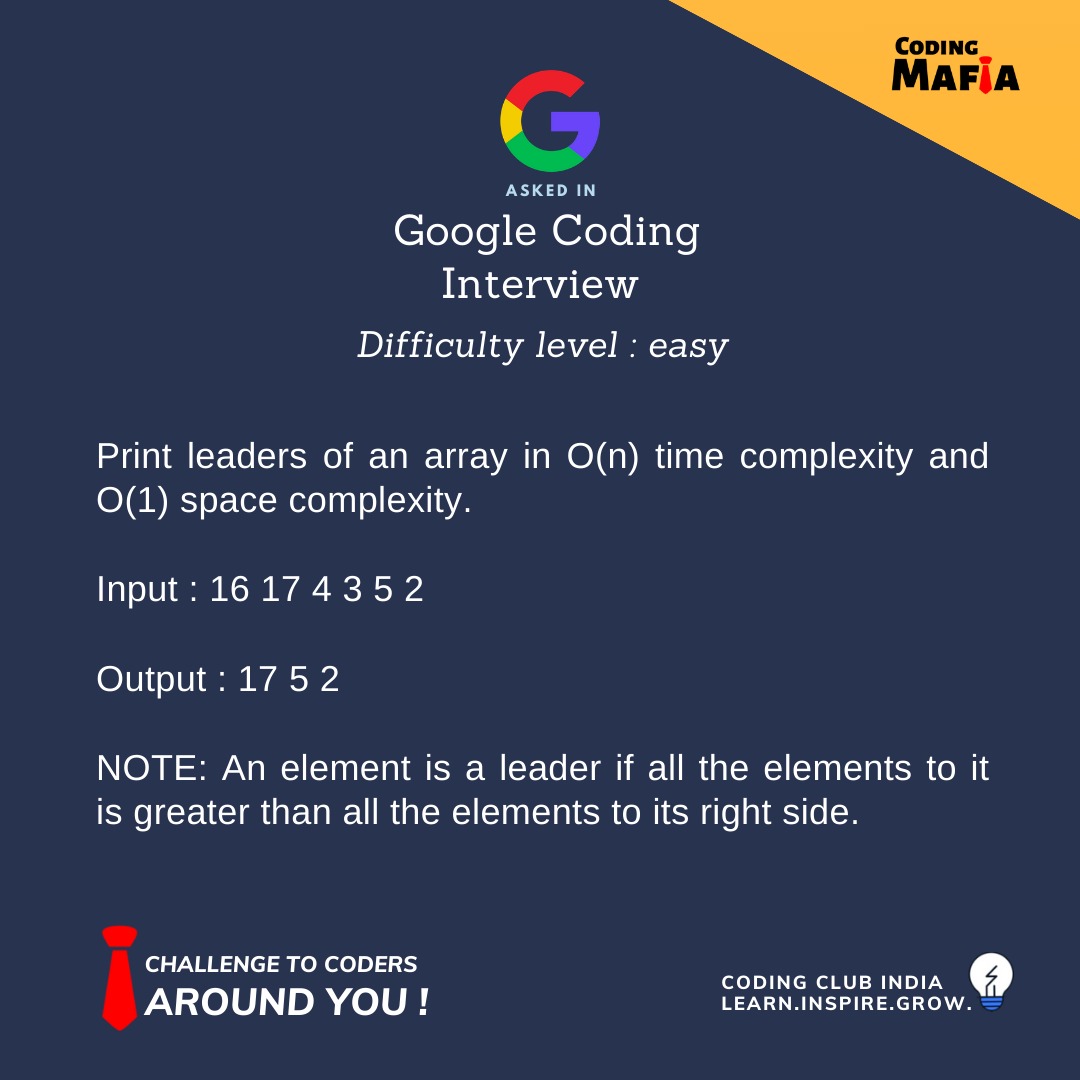 CODING
MAFIA
G
ASKED IN
Google Coding
Interview
Difficulty level : easy
Print leaders of an array in O(n) time complexity and
O(1) space complexity.
Input : 16 17 4 3 5 2
Output : 17 5 2
NOTE: An element is a leader if all the elements to it
is greater than all the elements to its right side.
CHALLENGE TO CODERS
AROUND YOU !
CODING CLUB INDIA
LEARN.INSPIRE.GROW.